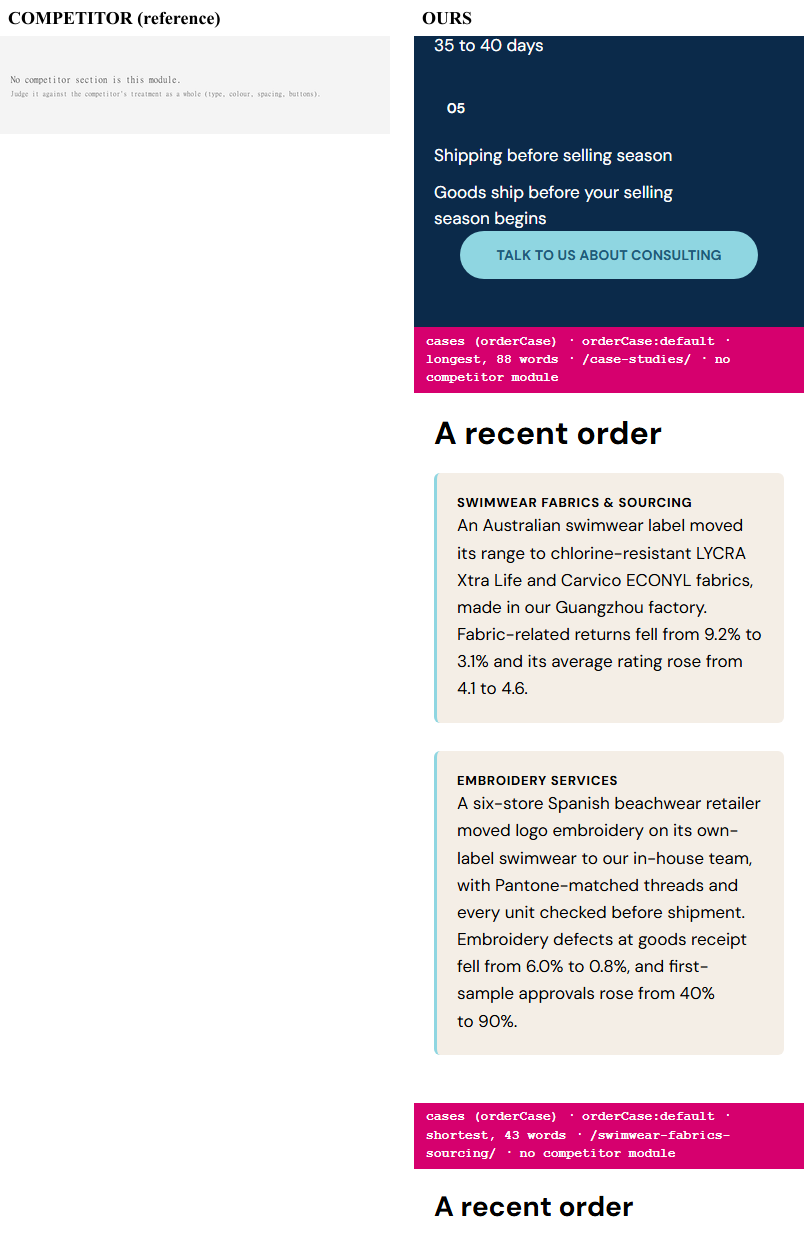 COMPETITOR (reference)
No competitor section is this module.
Judge it against the competitor's treatment as a whole (type, colour, spacing, buttons).
OURS
35 to 40 days
05
Shipping before selling season
Goods ship before your selling
season begins
TALK TO US ABOUT CONSULTING
cases (orderCase) · orderCase:default ·
longest, 88 words · /case-studies/ · no
competitor module
A recent order
SWIMWEAR FABRICS & SOURCING
An Australian swimwear label moved
its range to chlorine-resistant LYCRA
Xtra Life and Carvico ECONYL fabrics,
made in our Guangzhou factory.
Fabric-related returns fell from 9.2% to
3.1% and its average rating rose from
4.1 to 4.6.
EMBROIDERY SERVICES
A six-store Spanish beachwear retailer
moved logo embroidery on its own-
label swimwear to our in-house team,
with Pantone-matched threads and
every unit checked before shipment.
Embroidery defects at goods receipt
fell from 6.0% to 0.8%, and first-
sample approvals rose from 40%
to 90%.
cases (orderCase) · orderCase:default ·
shortest, 43 words · /swimwear-fabrics-
sourcing/ · no competitor module
A recent order